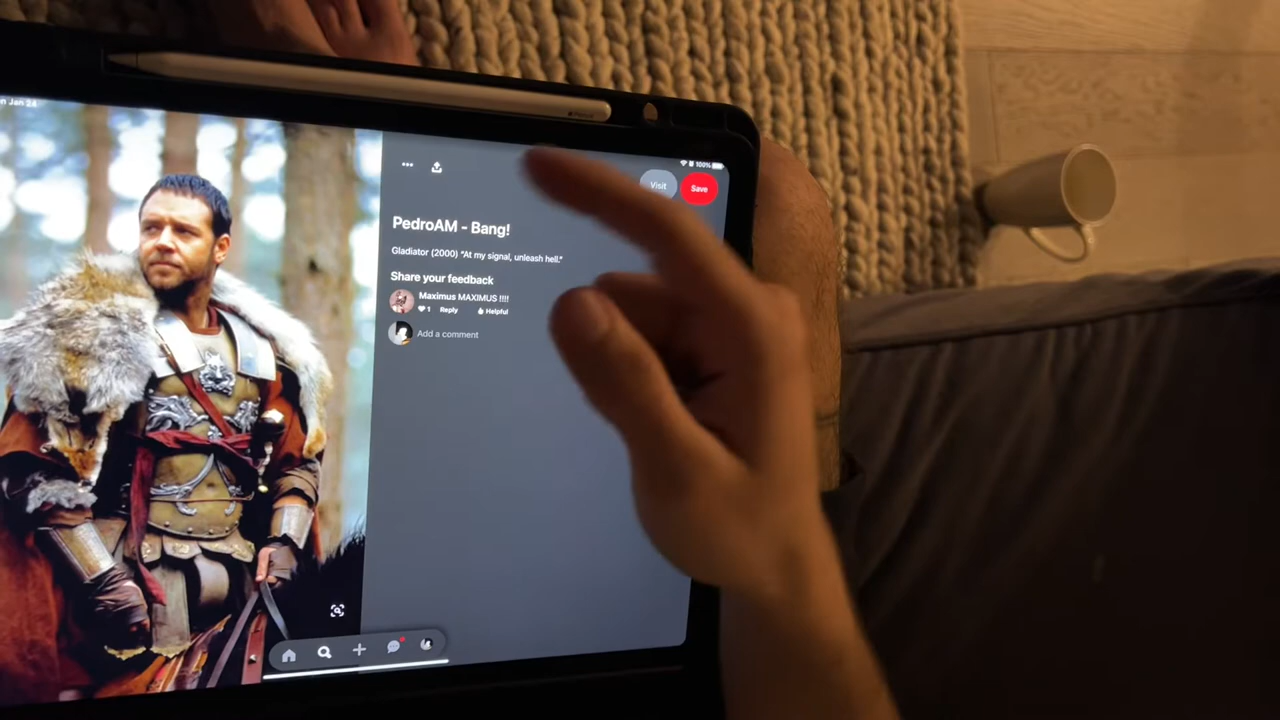 n Jan 24
100%
Visit
Save
PedroAM - Bang!
Gladiator (2000) "At my signal, unleash hell."
Share your feedback
Maximus MAXIMUS !!!!
1 Reply Helpful
Add a comment